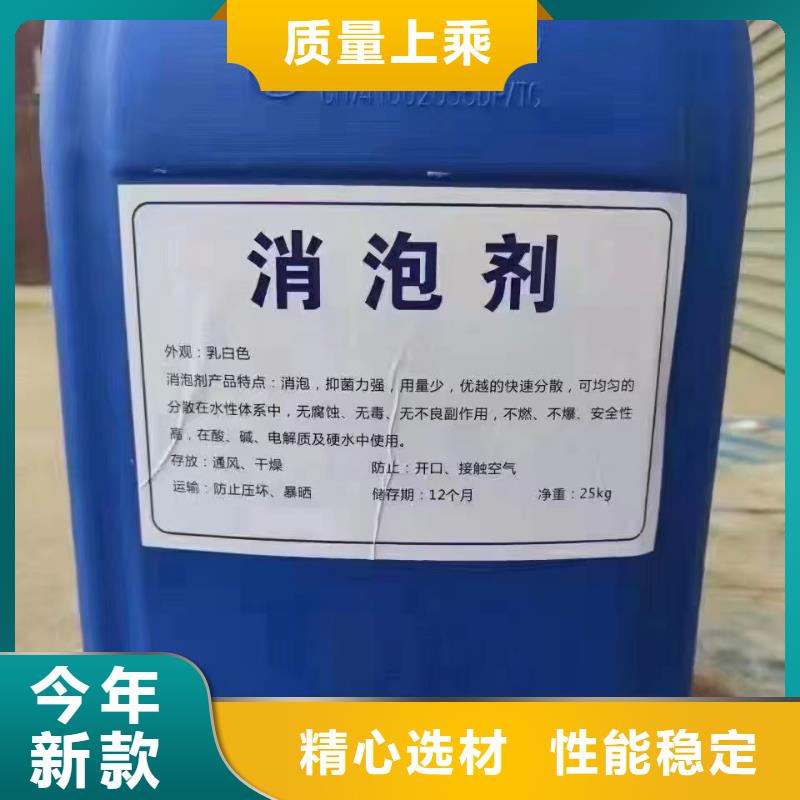 质量上乘
消泡剂
外观：乳白色
消泡剂产品特点：消泡，抑菌力强，用量少，优越的快速分散，可均匀的
分散在水性体系中，无腐蚀、无毒、无不良副作用，不燃、不爆、安全性
高，在酸、碱、电解质及硬水中使用。
存放：通风、干燥 防止：开口、接触空气
运输：防止压坏、暴晒 储存期：12个月 净重：25kg
今年
新款
精心选材 性能稳定